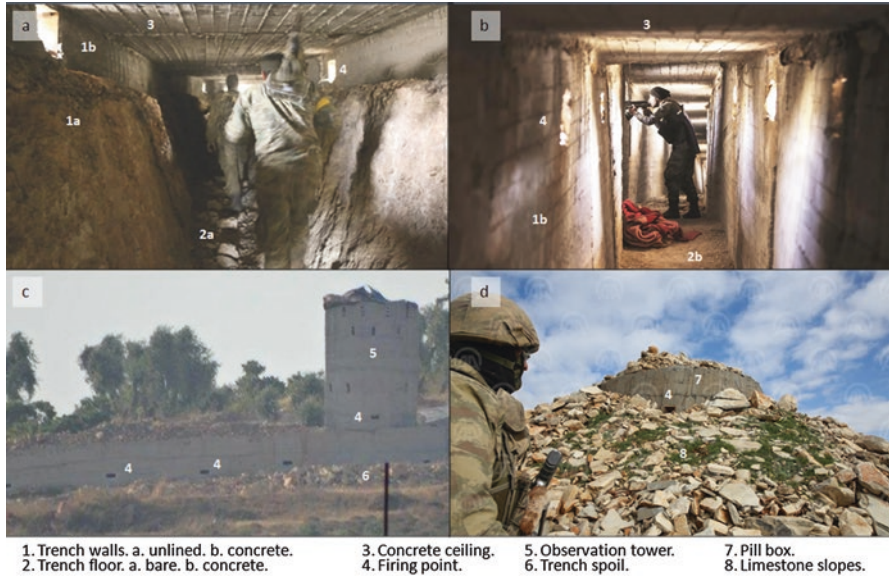 a
3
1b
4
1a
2a
b
3
4
1b
2b
c
5
4
4
4
6
d
7
4
8
1. Trench walls. a. unlined. b. concrete.
2. Trench floor. a. bare. b. concrete.
3. Concrete ceiling.
4. Firing point.
5. Observation tower.
6. Trench spoil.
7. Pill box.
8. Limestone slopes.